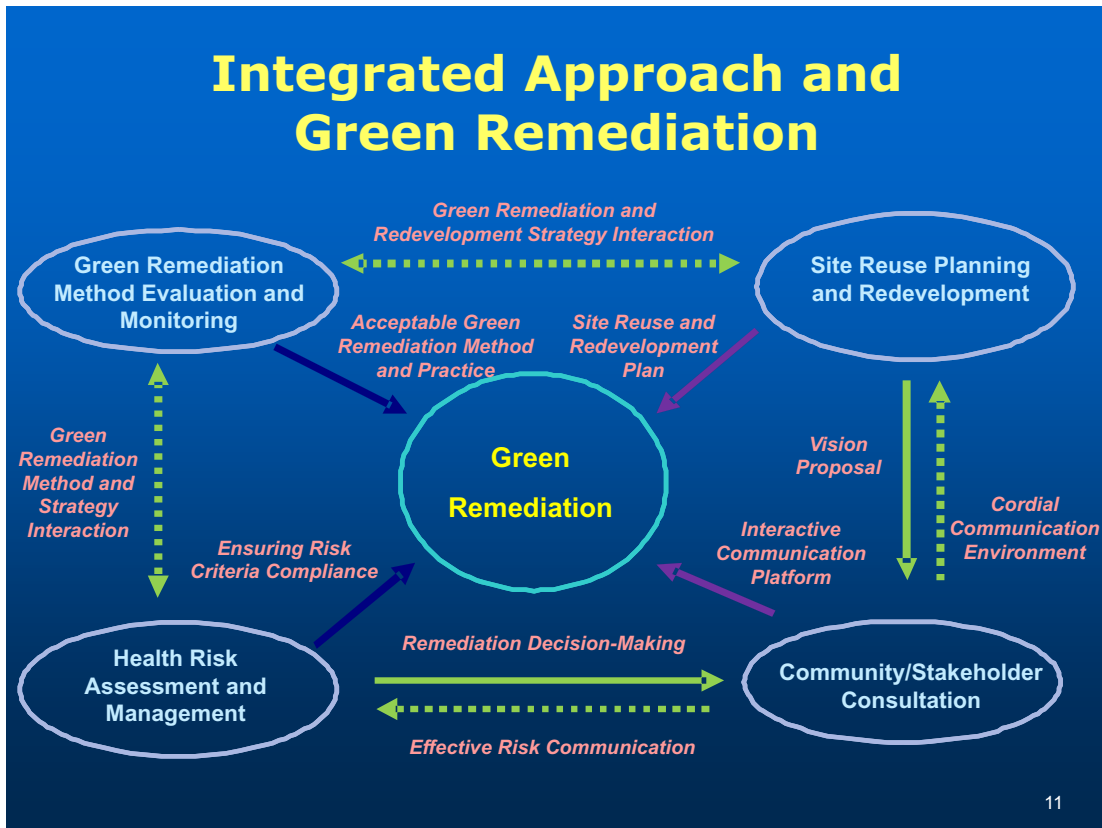 Integrated Approach and
Green Remediation
Green Remediation and
Redevelopment Strategy Interaction
Green Remediation
Method Evaluation and
Monitoring
Site Reuse Planning
and Redevelopment
Acceptable Green
Remediation Method
and Practice
Site Reuse and
Redevelopment
Plan
Green
Remediation
Method and
Strategy
Interaction
Green
Remediation
Vision
Proposal
Cordial
Communication
Environment
Ensuring Risk
Criteria Compliance
Interactive
Communication
Platform
Remediation Decision-Making
Health Risk
Assessment and
Management
Community/Stakeholder
Consultation
Effective Risk Communication
11